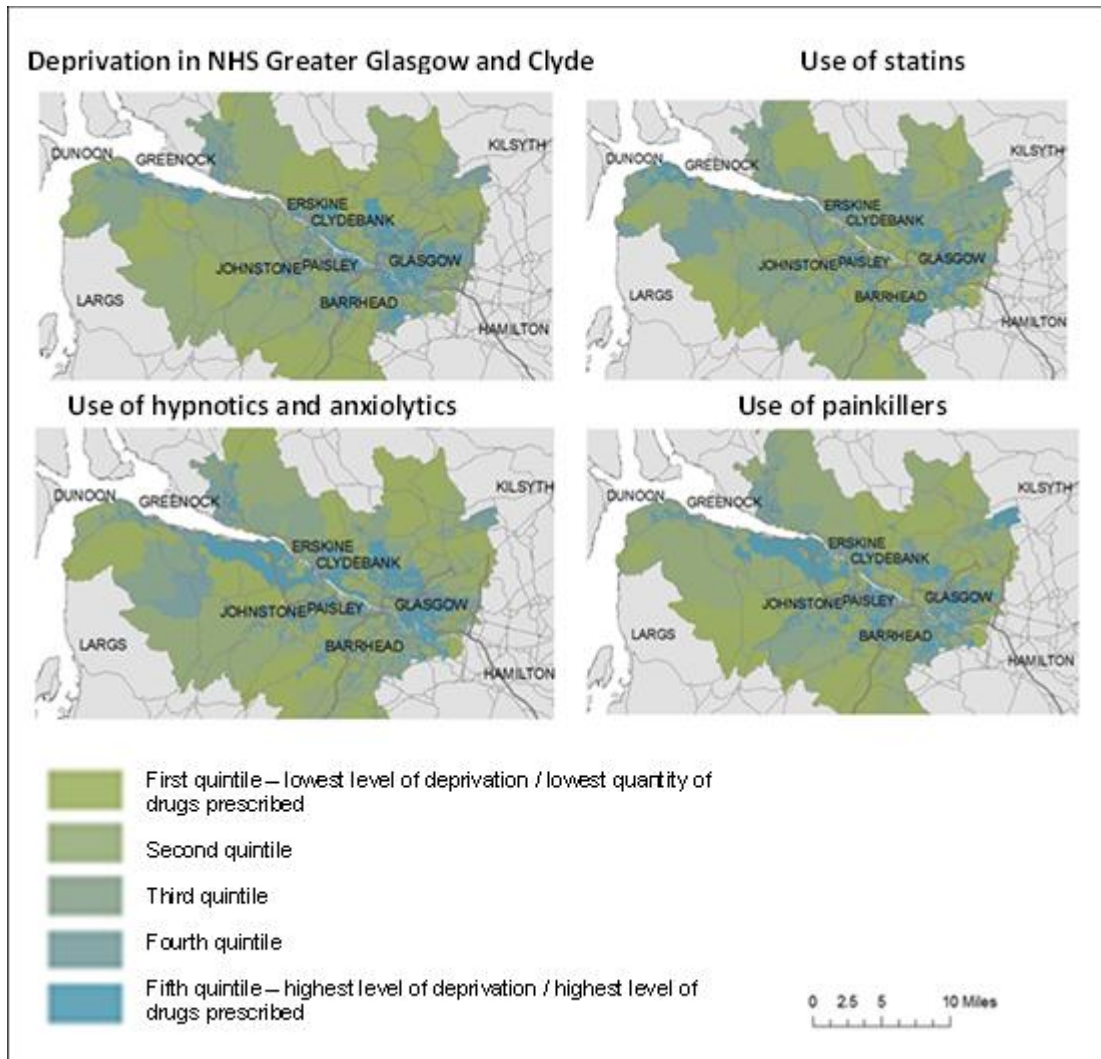 Deprivation in NHS Greater Glasgow and Clyde
Use of statins
DUNOON
GREENOCK
KILSYTH
ERSKINE
CLYDEBANK
JOHNSTONE
PAISLEY
GLASGOW
LARGS
BARRHEAD
HAMILTON
DUNOON
GREENOCK
KILSYTH
ERSKINE
CLYDEBANK
JOHNSTONE
PAISLEY
GLASGOW
LARGS
BARRHEAD
HAMILTON
Use of hypnotics and anxiolytics
Use of painkillers
DUNOON
GREENOCK
KILSYTH
ERSKINE
CLYDEBANK
JOHNSTONE
PAISLEY
GLASGOW
LARGS
BARRHEAD
HAMILTON
DUNOON
GREENOCK
KILSYTH
ERSKINE
CLYDEBANK
JOHNSTONE
PAISLEY
GLASGOW
LARGS
BARRHEAD
HAMILTON
First quintile – lowest level of deprivation / lowest quantity of
drugs prescribed
Second quintile
Third quintile
Fourth quintile
Fifth quintile – highest level of deprivation / highest level of
drugs prescribed
0 2.5 5 10 Miles